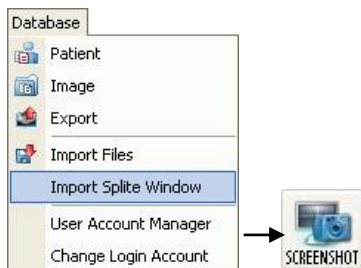 Database
Patient
Image
Export
Import Files
Import Splite Window
User Account Manager
Change Login Account
SCREENSHOT